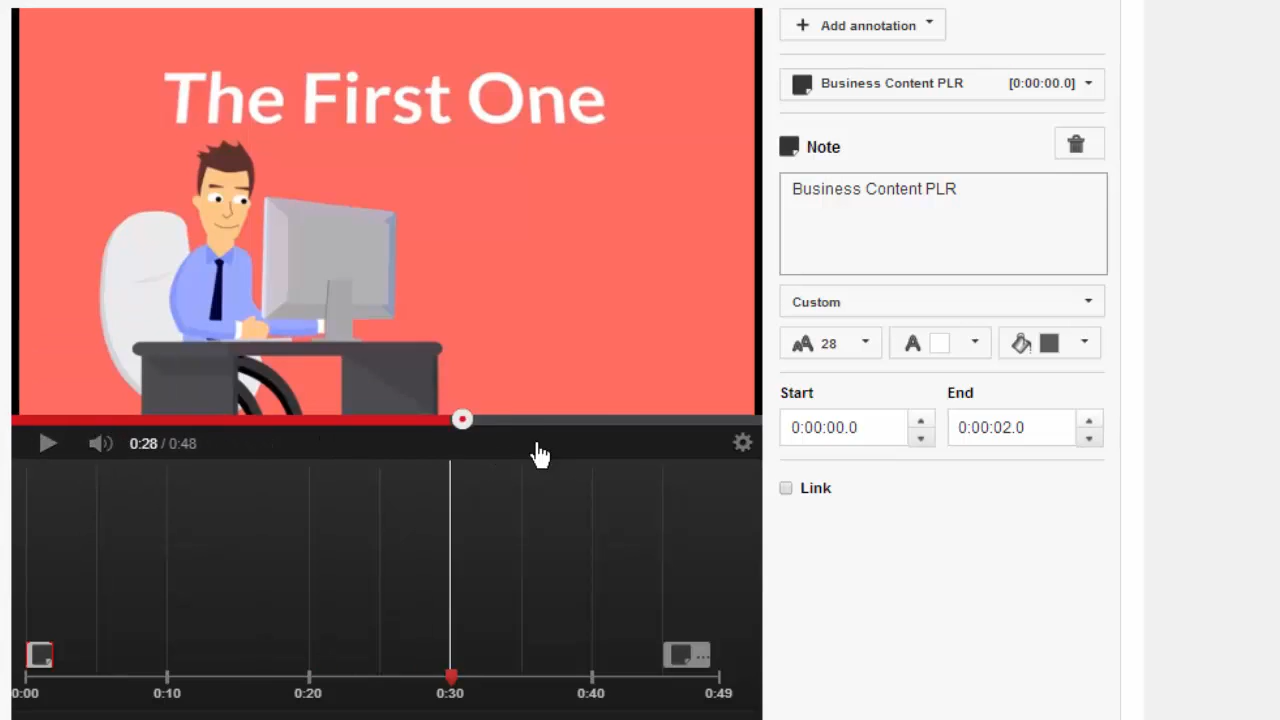 The First One
0:28 / 0:48
0:00 0:10 0:20 0:30 0:40 0:49
+ Add annotation
Business Content PLR [0:00:00.0]
Note
Business Content PLR
Custom
AA 28 A
Start End
0:00:00.0 0:00:02.0
Link